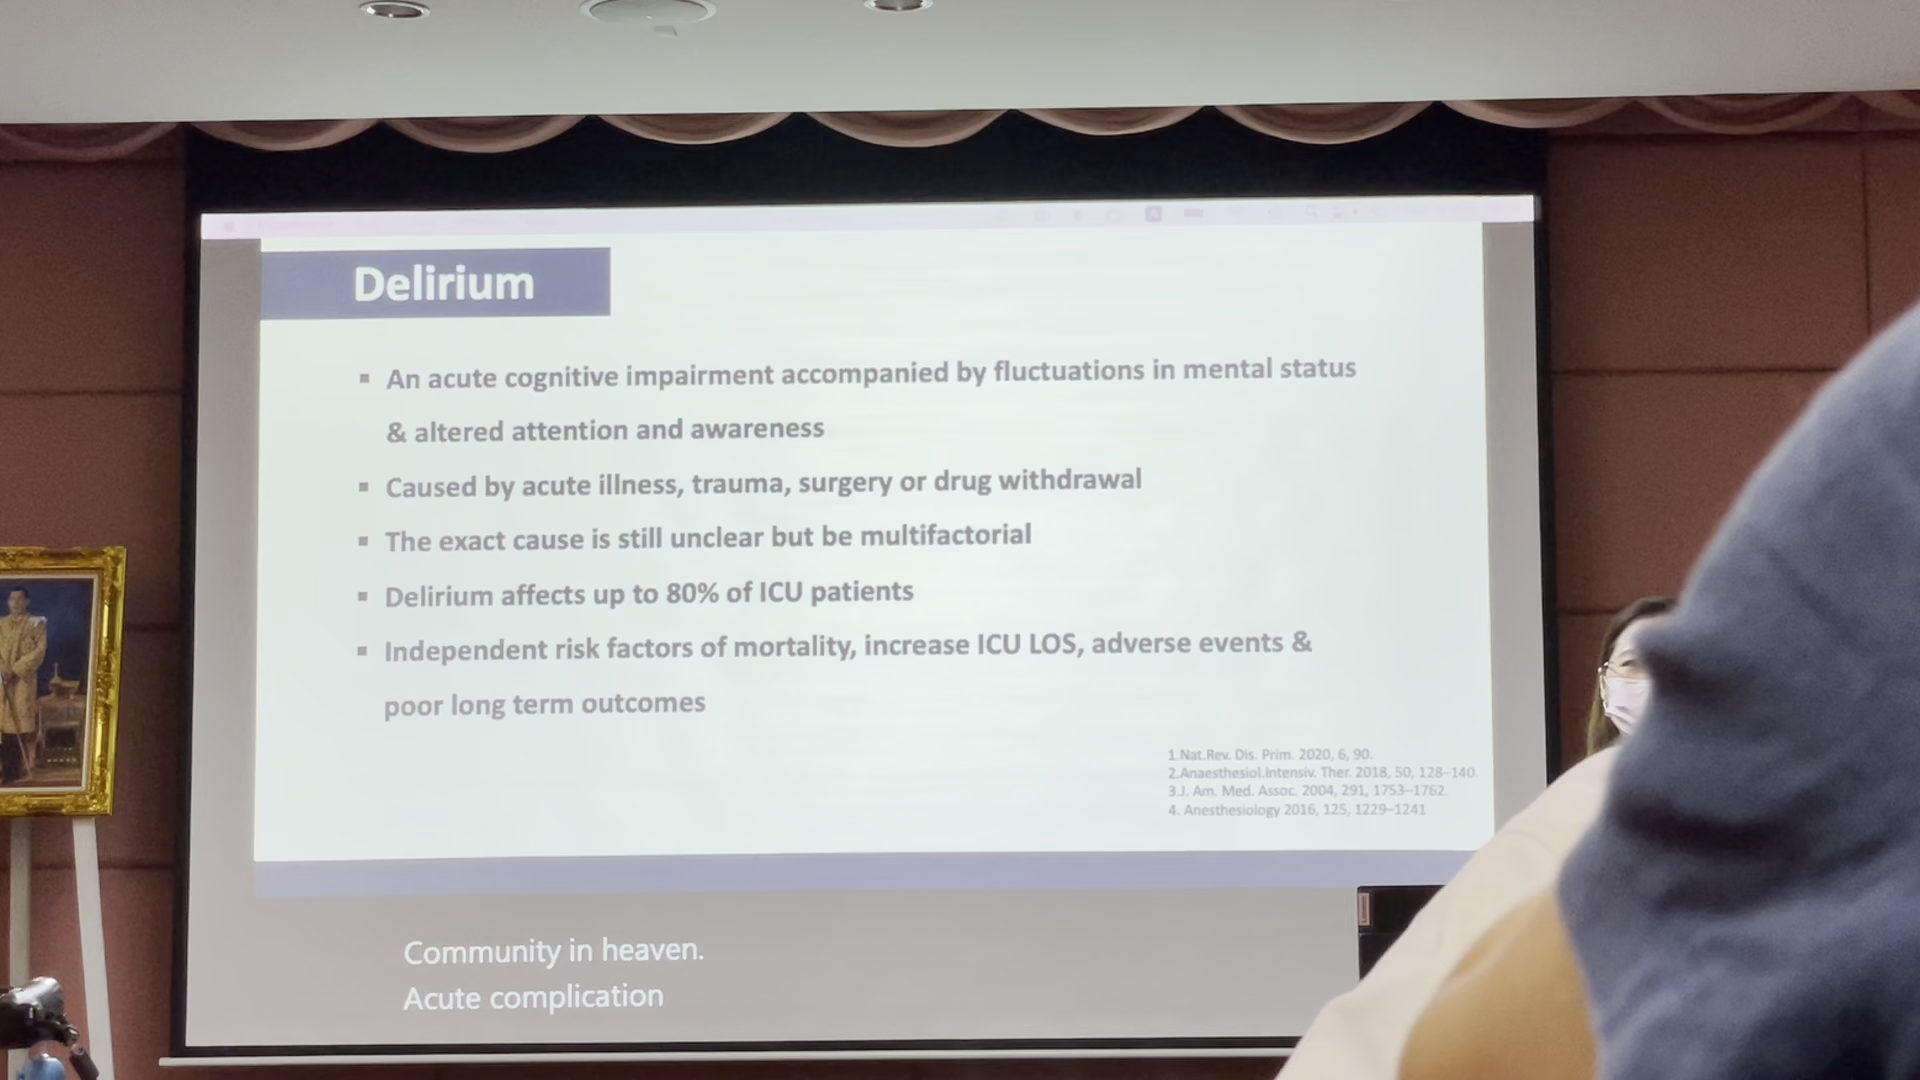 Delirium
▪ An acute cognitive impairment accompanied by fluctuations in mental status
& altered attention and awareness
▪ Caused by acute illness, trauma, surgery or drug withdrawal
▪ The exact cause is still unclear but be multifactorial
▪ Delirium affects up to 80% of ICU patients
▪ Independent risk factors of mortality, increase ICU LOS, adverse events &
poor long term outcomes
1.Nat.Rev. Dis. Prim. 2020, 6, 90.
2.Anaesthesiol.Intensiv. Ther. 2018, 50, 128–140.
3.J. Am. Med. Assoc. 2004, 291, 1753–1762.
4. Anesthesiology 2016, 125, 1229–1241
Community in heaven.
Acute complication